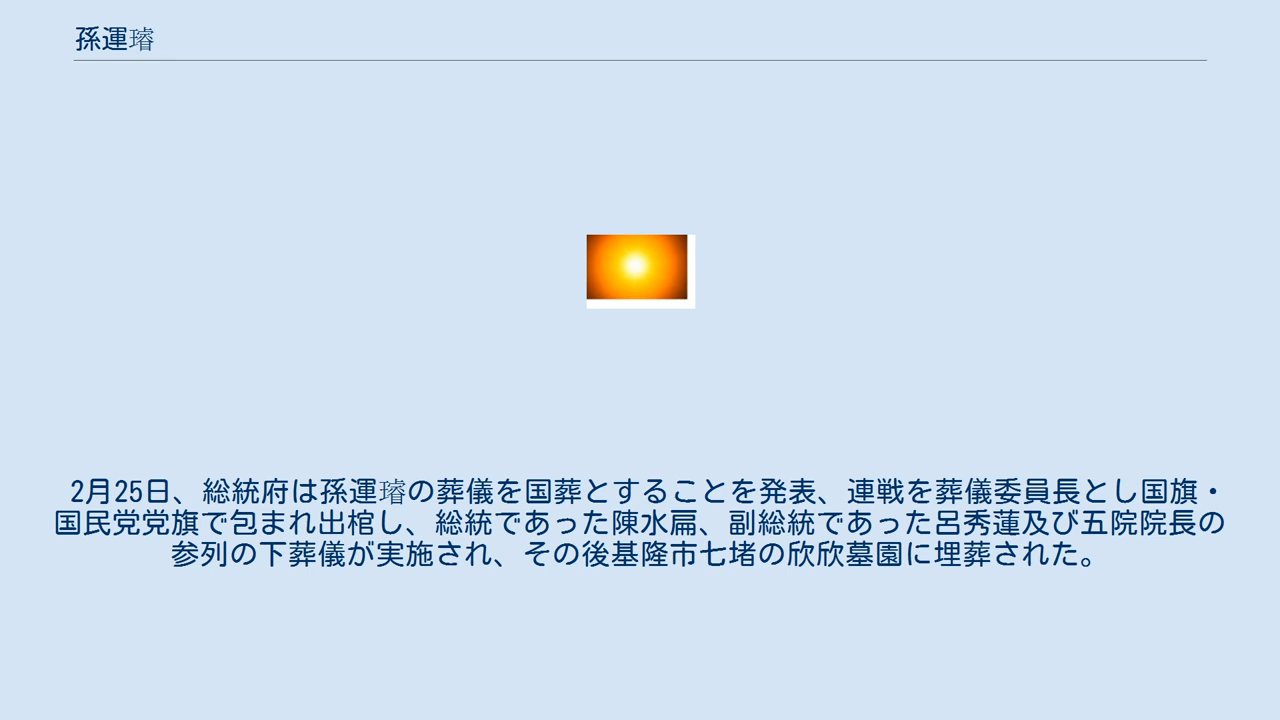 孫運璿
2月25日、総統府は孫運璿の葬儀を国葬とすることを発表、連戦を葬儀委員長とし国旗・
国民党党旗で包まれ出棺し、総統であった陳水扁、副総統であった呂秀蓮及び五院院長の
参列の下葬儀が実施され、その後基隆市七堵の欣欣墓園に埋葬された。